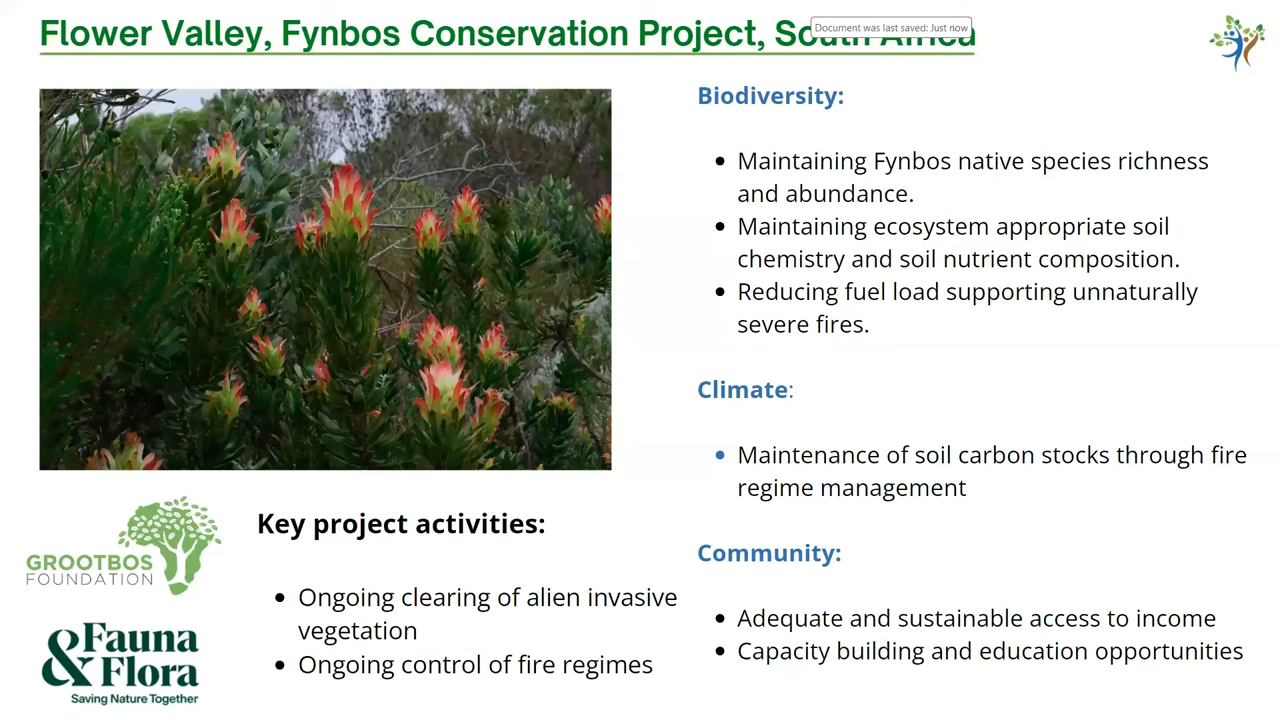 Flower Valley, Fynbos Conservation Project, South Africa
Document was last saved: Just now
Biodiversity:
• Maintaining Fynbos native species richness
and abundance.
• Maintaining ecosystem appropriate soil
chemistry and soil nutrient composition.
• Reducing fuel load supporting unnaturally
severe fires.
Climate:
• Maintenance of soil carbon stocks through fire
regime management
Community:
• Adequate and sustainable access to income
• Capacity building and education opportunities
GROOTBOS
FOUNDATION
Fauna
& Flora
Saving Nature Together
Key project activities:
• Ongoing clearing of alien invasive
vegetation
• Ongoing control of fire regimes